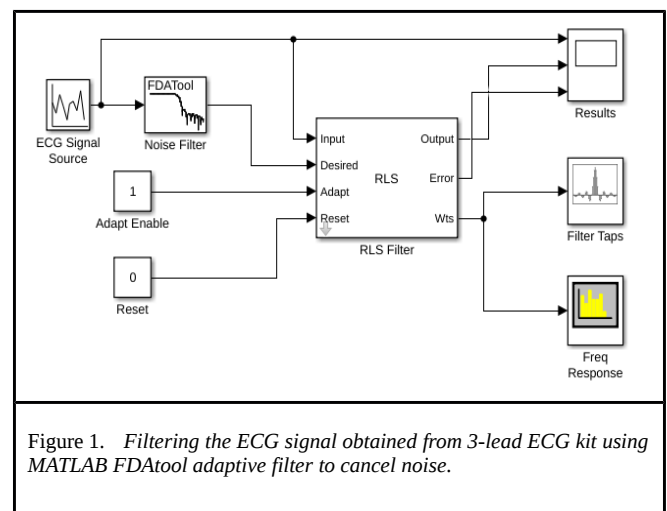 FDATool
ECG Signal
Source
Noise Filter
1
Adapt Enable
0
Reset
Input
Desired
Adapt
Reset
RLS
Output
Error
Wts
RLS Filter
Results
Filter Taps
Freq
Response
Figure 1. Filtering the ECG signal obtained from 3-lead ECG kit using
MATLAB FDAtool adaptive filter to cancel noise.